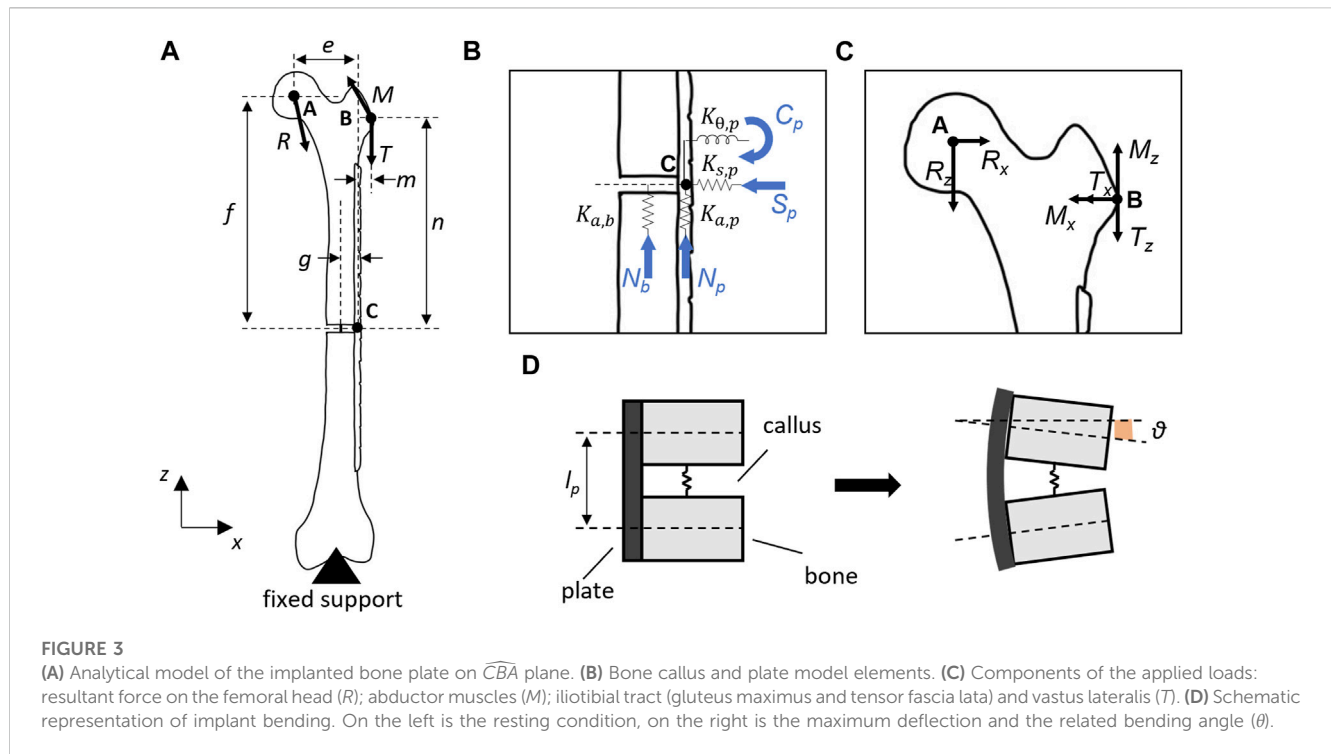 A
e
M
A
B
R
T
m
f
n
g
C
z
x
fixed support
B
K_{θ,p}
C_p
C
K_{s,p}
S_p
K_{a,b}
K_{a,p}
N_b
N_p
C
A
R_x
R_z
M_z
T_x
B
M_x
T_z
D
callus
l_p
ϑ
plate
bone
FIGURE 3
(A) Analytical model of the implanted bone plate on \widehat{CBA} plane. (B) Bone callus and plate model elements. (C) Components of the applied loads:
resultant force on the femoral head (R); abductor muscles (M); iliotibial tract (gluteus maximus and tensor fascia lata) and vastus lateralis (T). (D) Schematic
representation of implant bending. On the left is the resting condition, on the right is the maximum deflection and the related bending angle (θ).